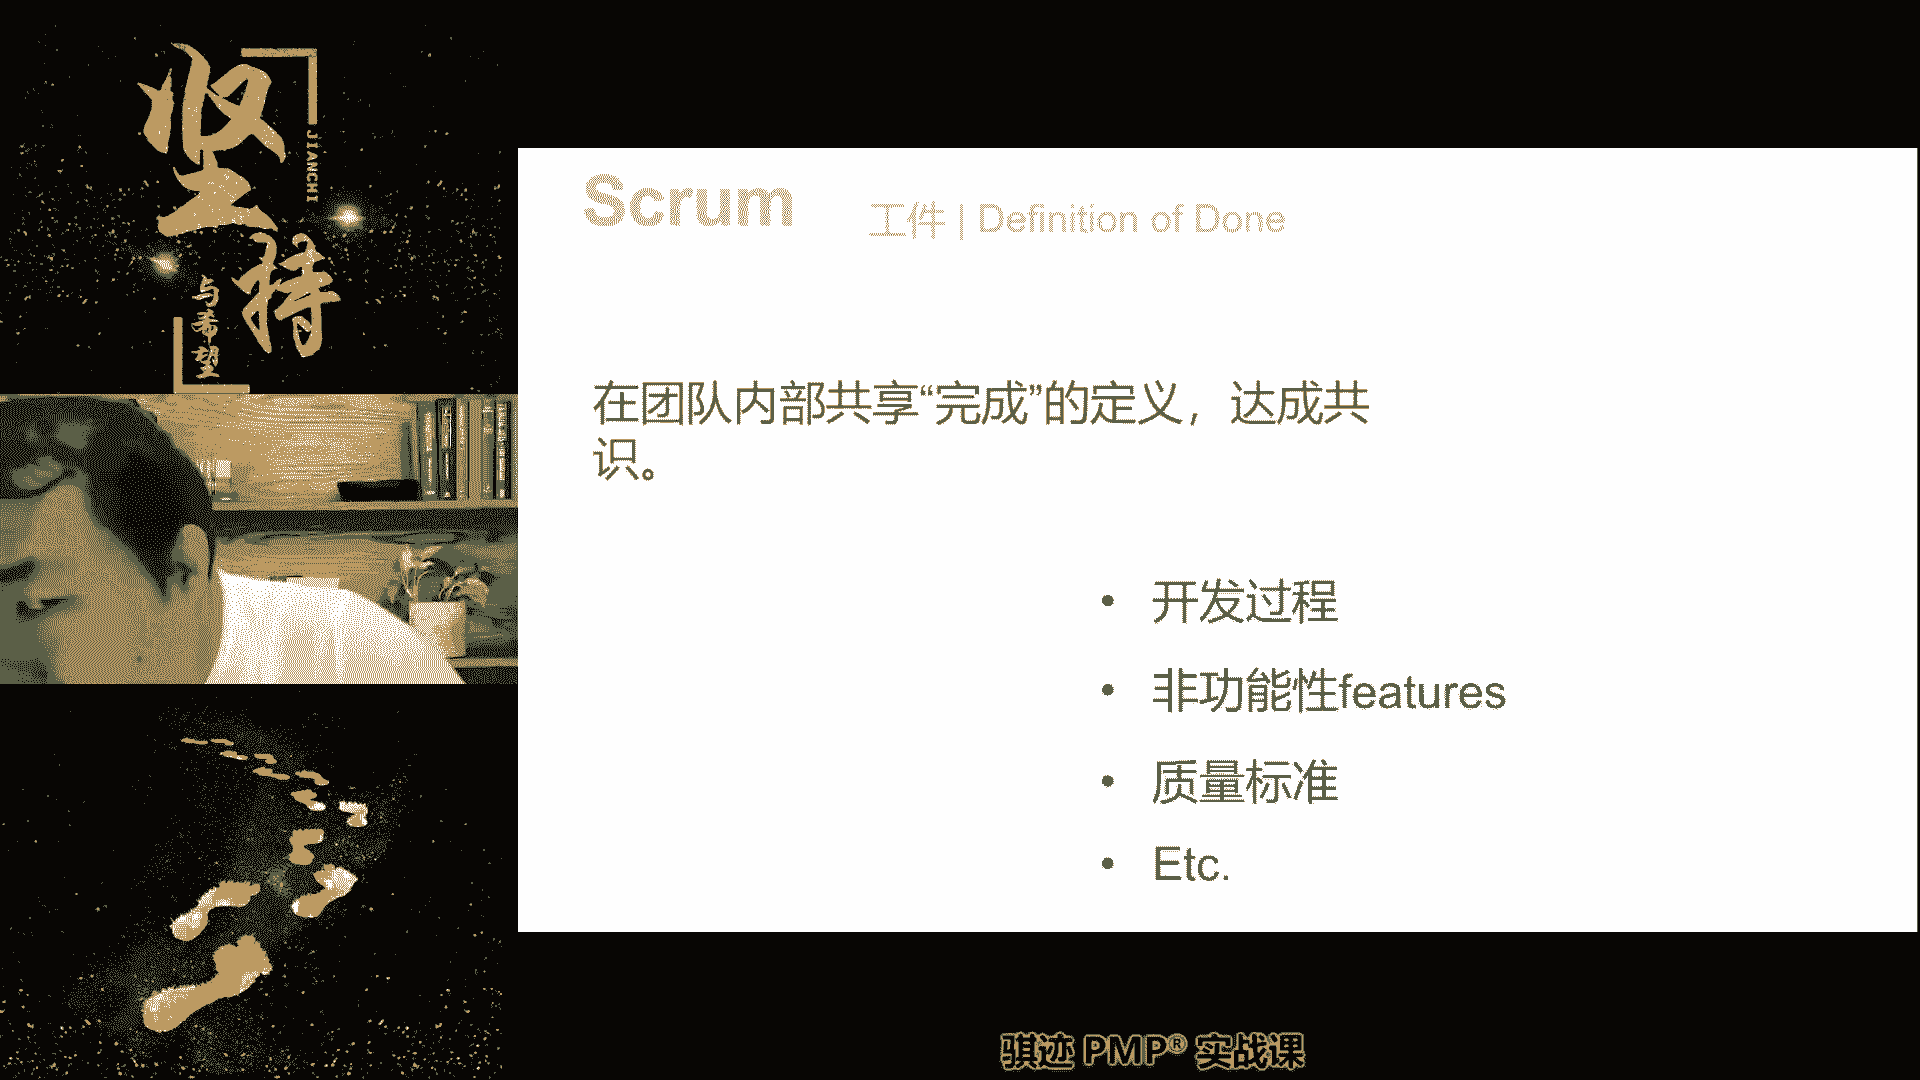 坚持
JIANCHI
与希望
Scrum
工件 | Definition of Done
在团队内部共享“完成”的定义，达成共
识。
• 开发过程
• 非功能性features
• 质量标准
• Etc.
骐迹 PMP® 实战课